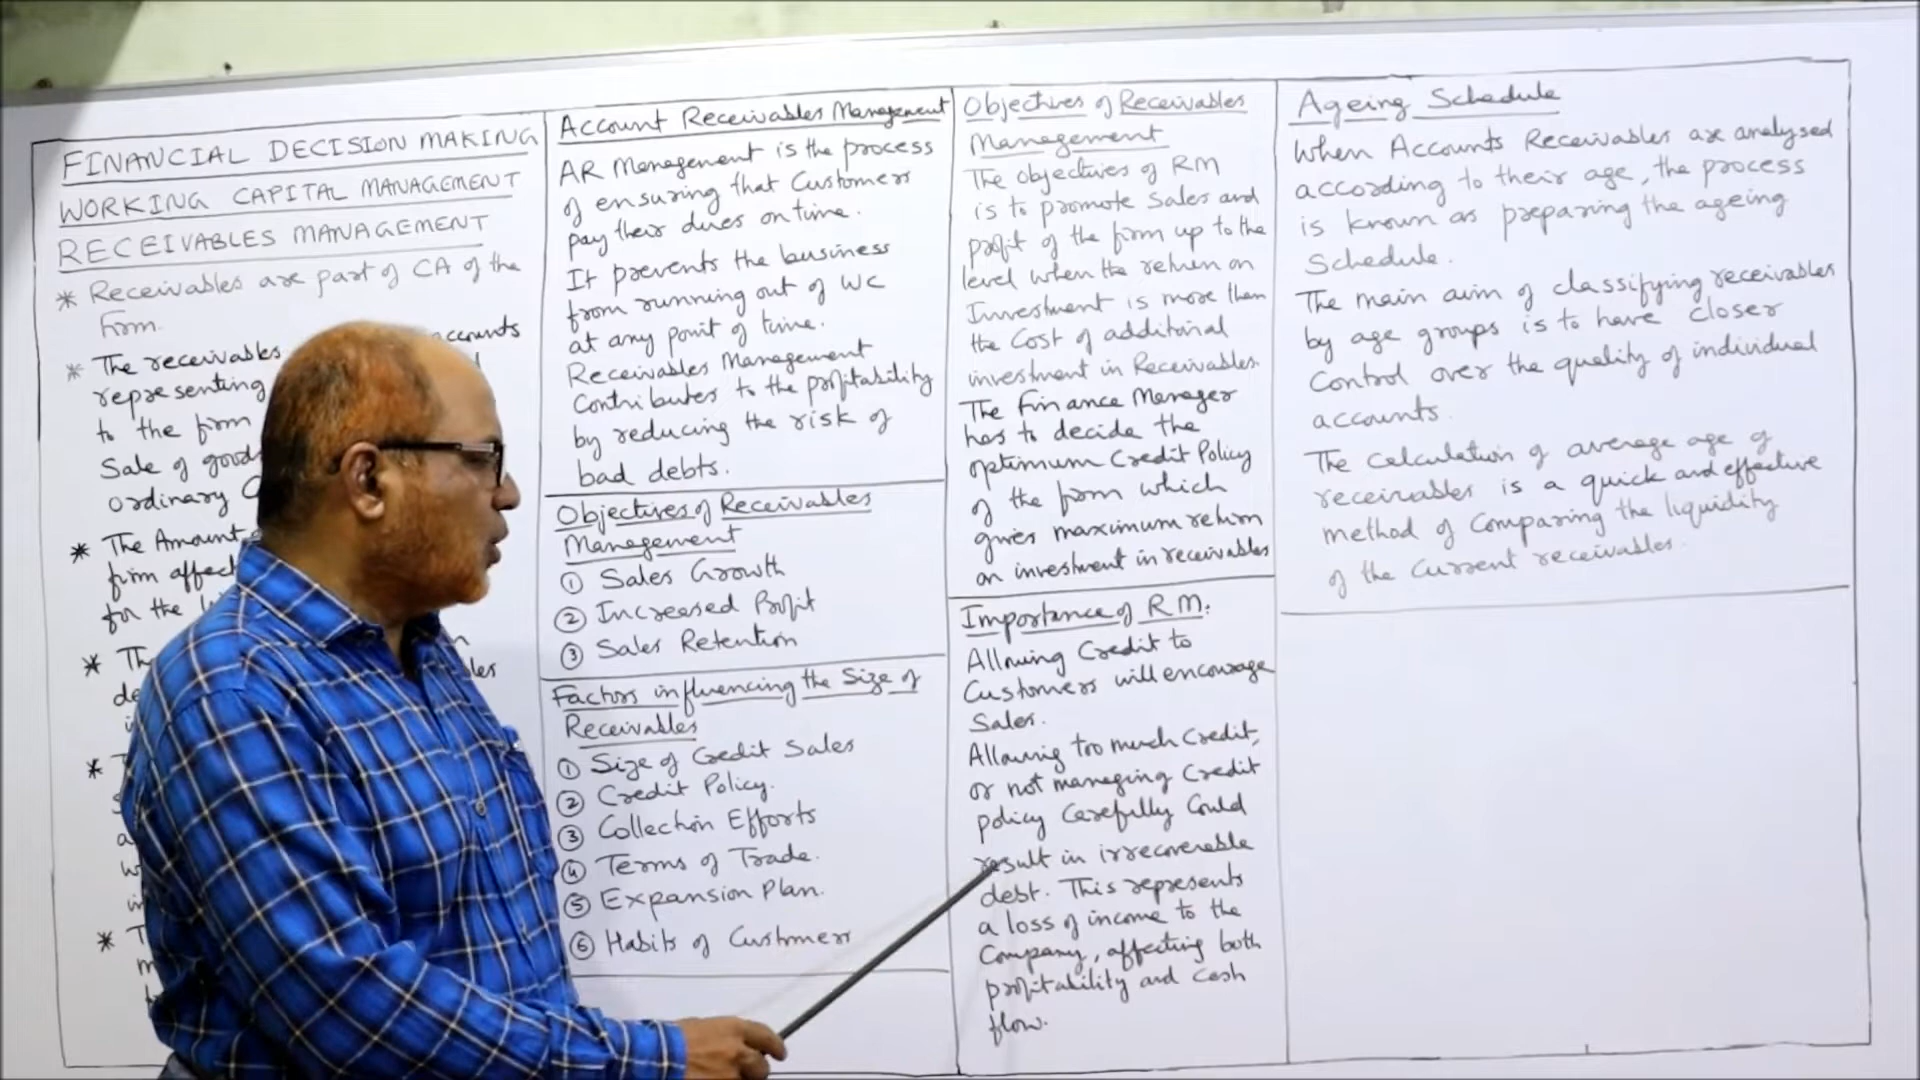 FINANCIAL DECISION MAKING
WORKING CAPITAL MANAGEMENT
RECEIVABLES MANAGEMENT
* Receivables are part of CA of the
firm.
* The receivables
representing
to the firm
Sale of goods
ordinary
* The Amount
firm affect
for the
*
*
*
Account Receivables Management
AR Management is the process
of ensuring that Customers
pay their dues on time.
It prevents the business
from running out of WC
at any point of time.
Receivables Management
Contributes to the profitability
by reducing the risk of
bad debts.
Objectives of Receivables
Management
① Sales Growth
② Increased Profit
③ Sales Retention
Factors influencing the Size of
Receivables
① Size of Credit Sales
② Credit Policy.
③ Collection Efforts
④ Terms of Trade.
⑤ Expansion Plan.
⑥ Habits of Customers
Objectives of Receivables
Management
The objectives of RM
is to promote Sales and
profit of the firm up to the
level when the return on
Investment is more than
the Cost of additional
investment in Receivables.
The Finance Manager
has to decide the
optimum Credit Policy
of the firm which
gives maximum return
on investment in receivables
Importance of RM.
Allowing Credit to
Customers will encourage
Sales.
Allowing too much Credit,
or not managing Credit
policy Carefully Could
result in irrecoverable
debt. This represents
a loss of income to the
Company, affecting both
profitability and cash
flow.
Ageing Schedule
When Accounts Receivables are analysed
according to their age, the process
is known as preparing the ageing
Schedule.
The main aim of classifying receivables
by age groups is to have closer
Control over the quality of individual
accounts.
The Calculation of average age of
receivables is a quick and effective
method of Comparing the liquidity
of the Current receivables.